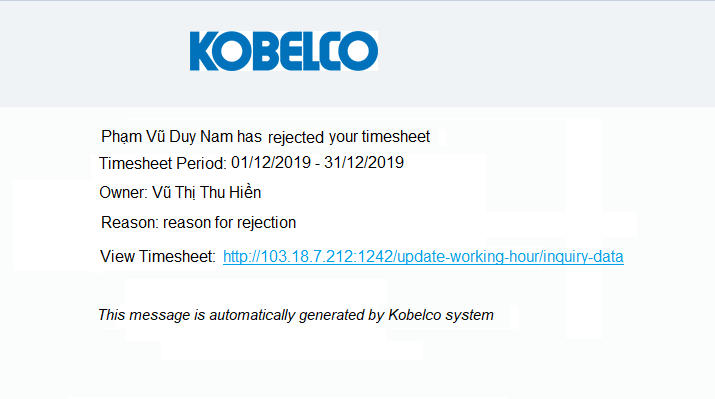 KOBELCO
Phạm Vũ Duy Nam has rejected your timesheet
Timesheet Period: 01/12/2019 - 31/12/2019
Owner: Vũ Thị Thu Hiền
Reason: reason for rejection
View Timesheet: http://103.18.7.212:1242/update-working-hour/inquiry-data
This message is automatically generated by Kobelco system